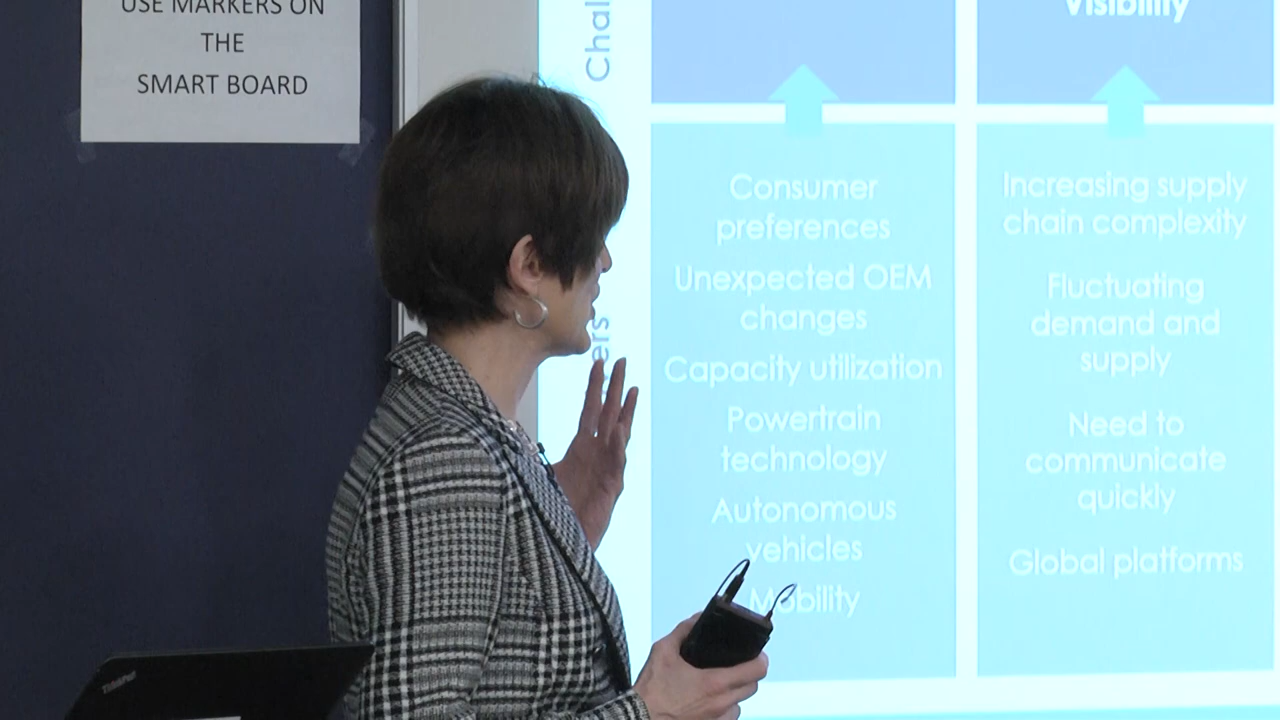 USE MARKERS ON
THE
SMART BOARD
Visibility
Consumer
preferences
Unexpected OEM
changes
Capacity utilization
Powertrain
technology
Autonomous
vehicles
Mobility
Increasing supply
chain complexity
Fluctuating
demand and
supply
Need to
communicate
quickly
Global platforms
ThinkPad